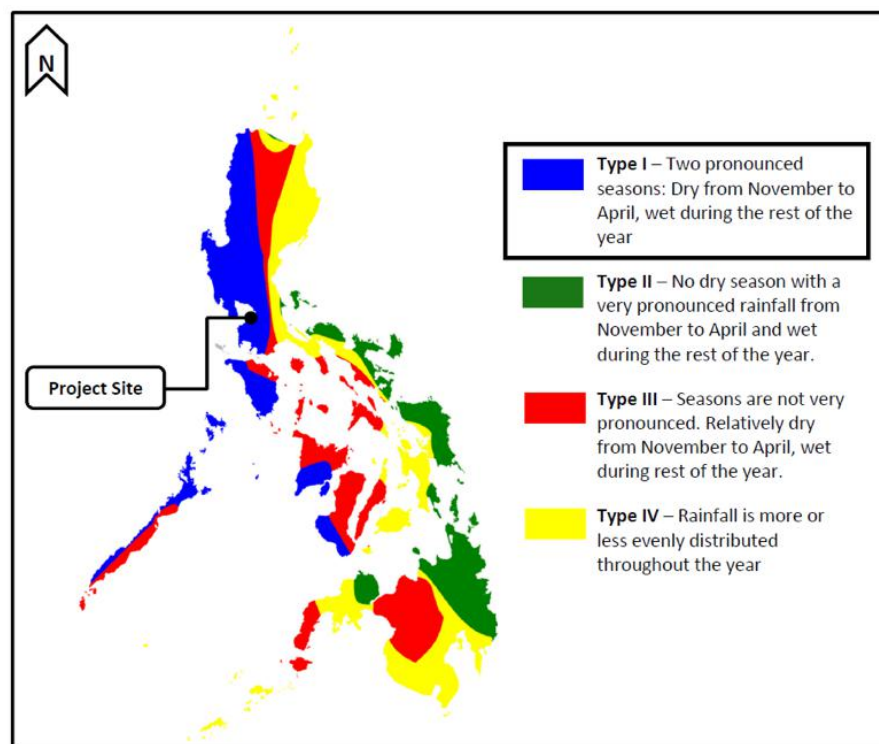 N
Type I – Two pronounced
seasons: Dry from November to
April, wet during the rest of the
year
Type II – No dry season with a
very pronounced rainfall from
November to April and wet
during the rest of the year.
Project Site
Type III – Seasons are not very
pronounced. Relatively dry
from November to April, wet
during rest of the year.
Type IV – Rainfall is more or
less evenly distributed
throughout the year